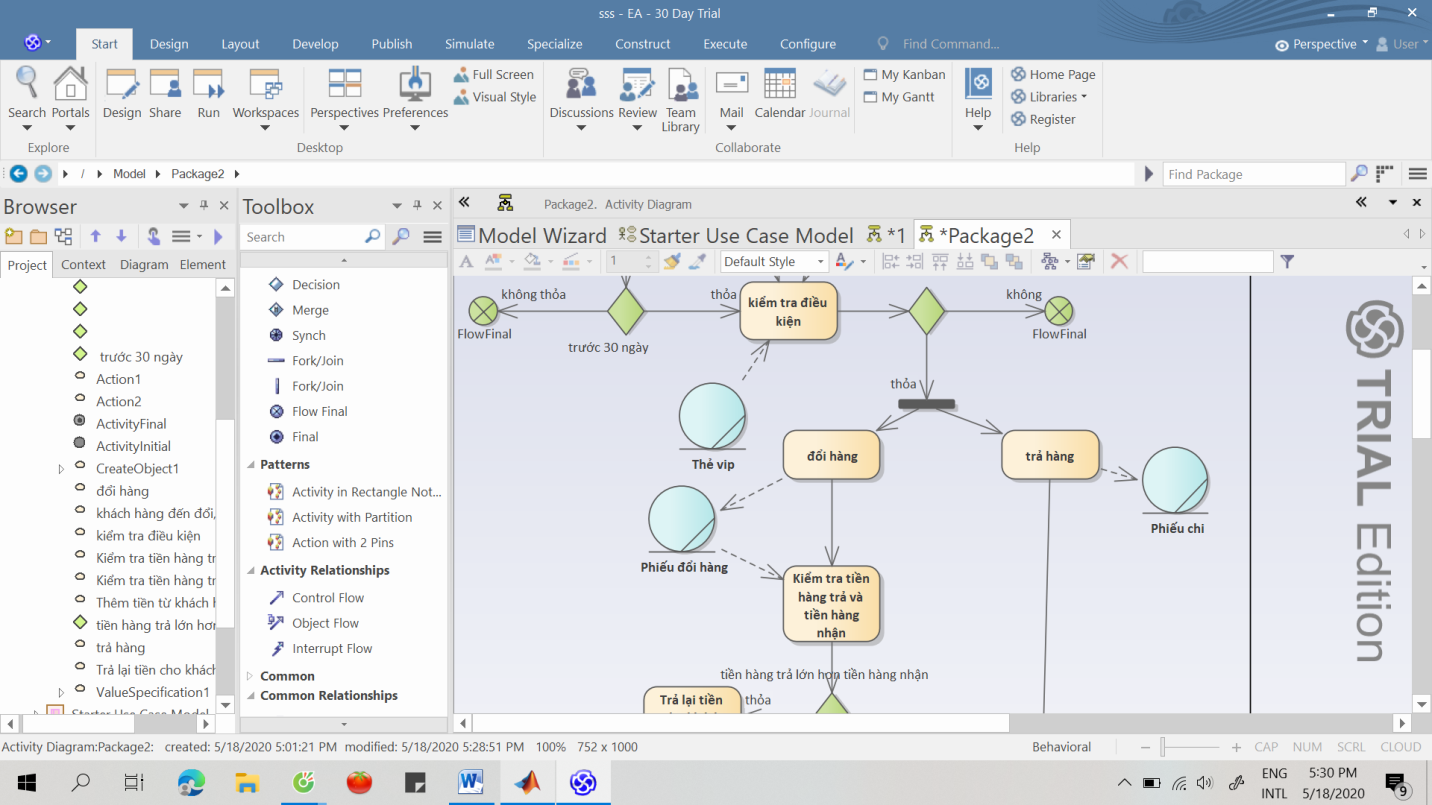 sss - EA - 30 Day Trial
Start Design Layout Develop Publish Simulate Specialize Construct Execute Configure Find Command... Perspective User
Full Screen My Kanban Home Page
Visual Style My Gantt Libraries
Search Portals Design Share Run Workspaces Perspectives Preferences Discussions Review Team Library Mail Calendar Journal Help Register
Explore Desktop Collaborate Help
/ Model Package2 Find Package
Browser
Project Context Diagram Element
trước 30 ngày
Action1
Action2
ActivityFinal
ActivityInitial
CreateObject1
đổi hàng
khách hàng đến đổi,
kiểm tra điều kiện
Kiểm tra tiền hàng tr
Kiểm tra tiền hàng tr
Thêm tiền từ khách h
tiền hàng trả lớn hơn
trả hàng
Trả lại tiền cho khách
ValueSpecification1
Starter Use Case Model
Toolbox
Search
Decision
Merge
Synch
Fork/Join
Fork/Join
Flow Final
Final
Patterns
Activity in Rectangle Not...
Activity with Partition
Action with 2 Pins
Activity Relationships
Control Flow
Object Flow
Interrupt Flow
Common
Common Relationships
Package2. Activity Diagram
Model Wizard Starter Use Case Model *1 *Package2
1 Default Style
không thỏa thỏa không
kiểm tra điều
kiện
FlowFinal FlowFinal
trước 30 ngày
thỏa
Thẻ vip
đổi hàng trả hàng
Phiếu chi
Phiếu đổi hàng
Kiểm tra tiền
hàng trả và
tiền hàng
nhận
tiền hàng trả lớn hơn tiền hàng nhận
Trả lại tiền thỏa
TRIAL Edition
Activity Diagram:Package2: created: 5/18/2020 5:01:21 PM modified: 5/18/2020 5:28:51 PM 100% 752 x 1000 Behavioral CAP NUM SCRL CLOUD
ENG 5:30 PM
INTL 5/18/2020 9